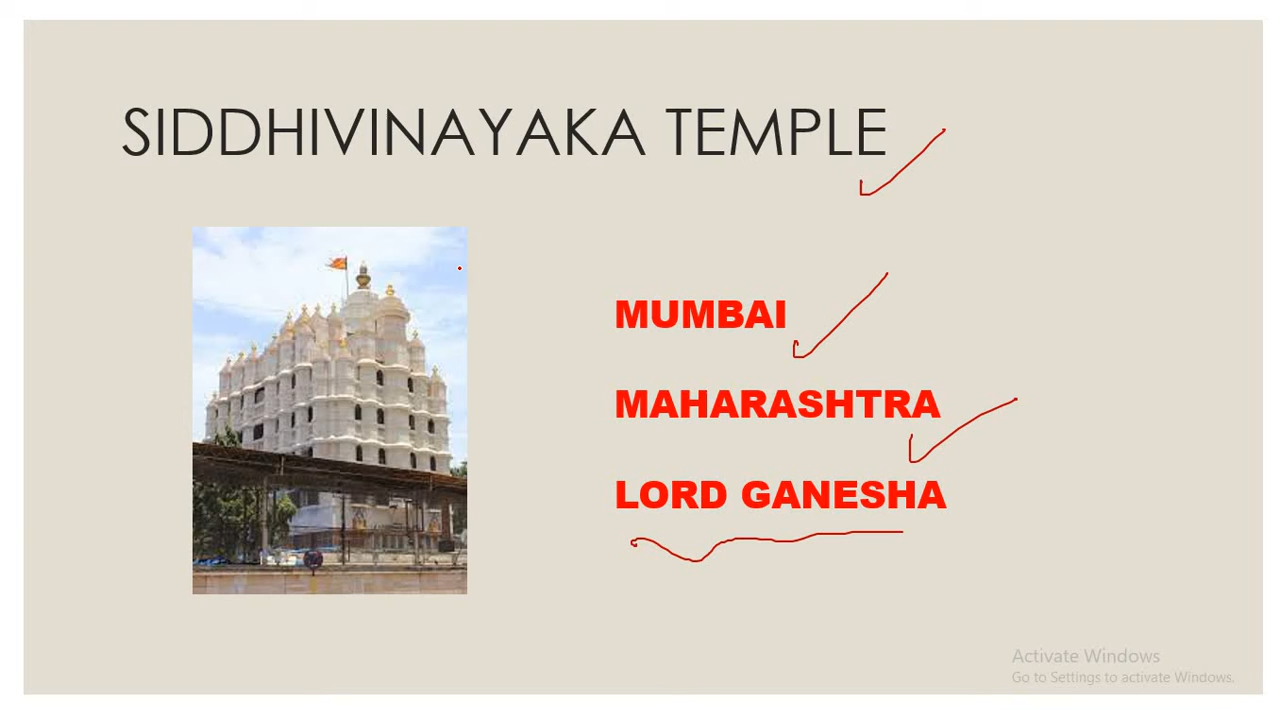 SIDDHIVINAYAKA TEMPLE
MUMBAI
MAHARASHTRA
LORD GANESHA
Activate Windows
Go to Settings to activate Windows.